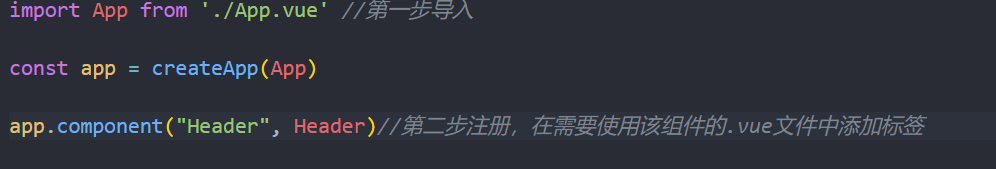 import App from './App.vue' //第一步导入
const app = createApp(App)
app.component("Header", Header)//第二步注册，在需要使用该组件的.vue文件中添加标签